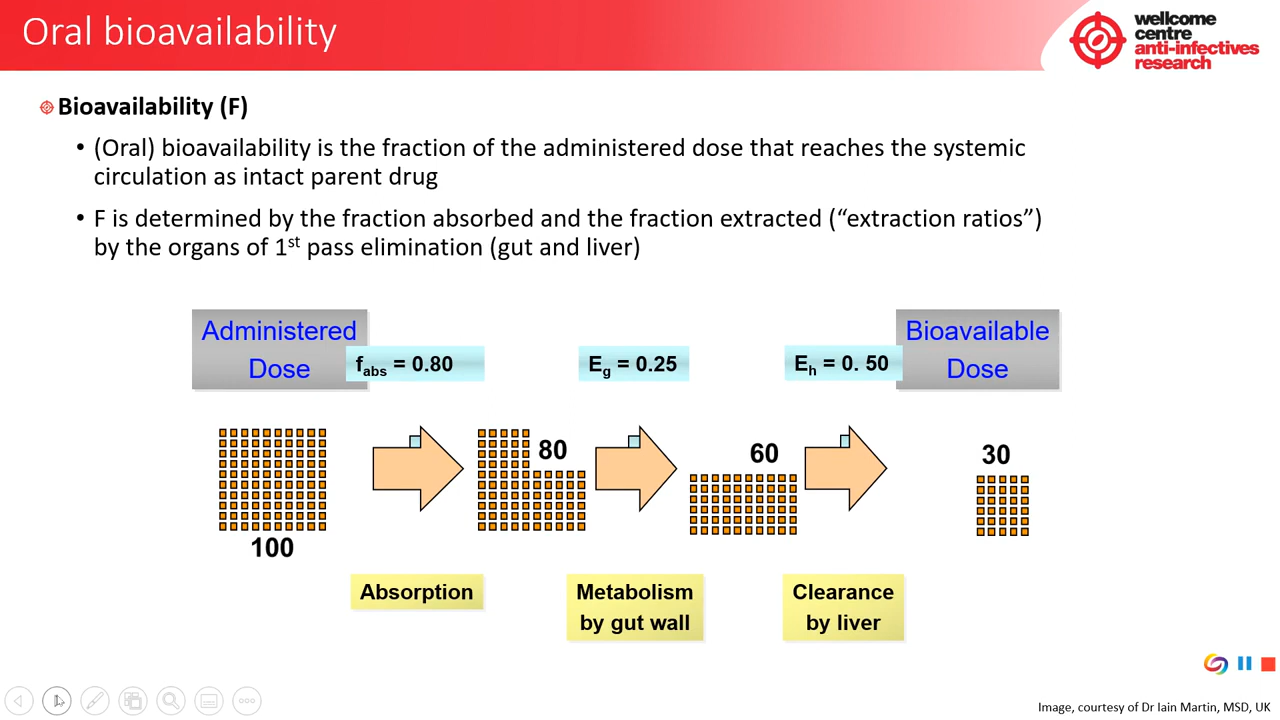 Oral bioavailability
wellcome
centre
anti-infectives
research
Bioavailability (F)
• (Oral) bioavailability is the fraction of the administered dose that reaches the systemic
circulation as intact parent drug
• F is determined by the fraction absorbed and the fraction extracted (“extraction ratios”)
by the organs of 1st pass elimination (gut and liver)
Administered
Dose
fabs = 0.80
Eg = 0.25
Eh = 0. 50
Bioavailable
Dose
100
80
60
30
Absorption
Metabolism
by gut wall
Clearance
by liver
Image, courtesy of Dr Iain Martin, MSD, UK